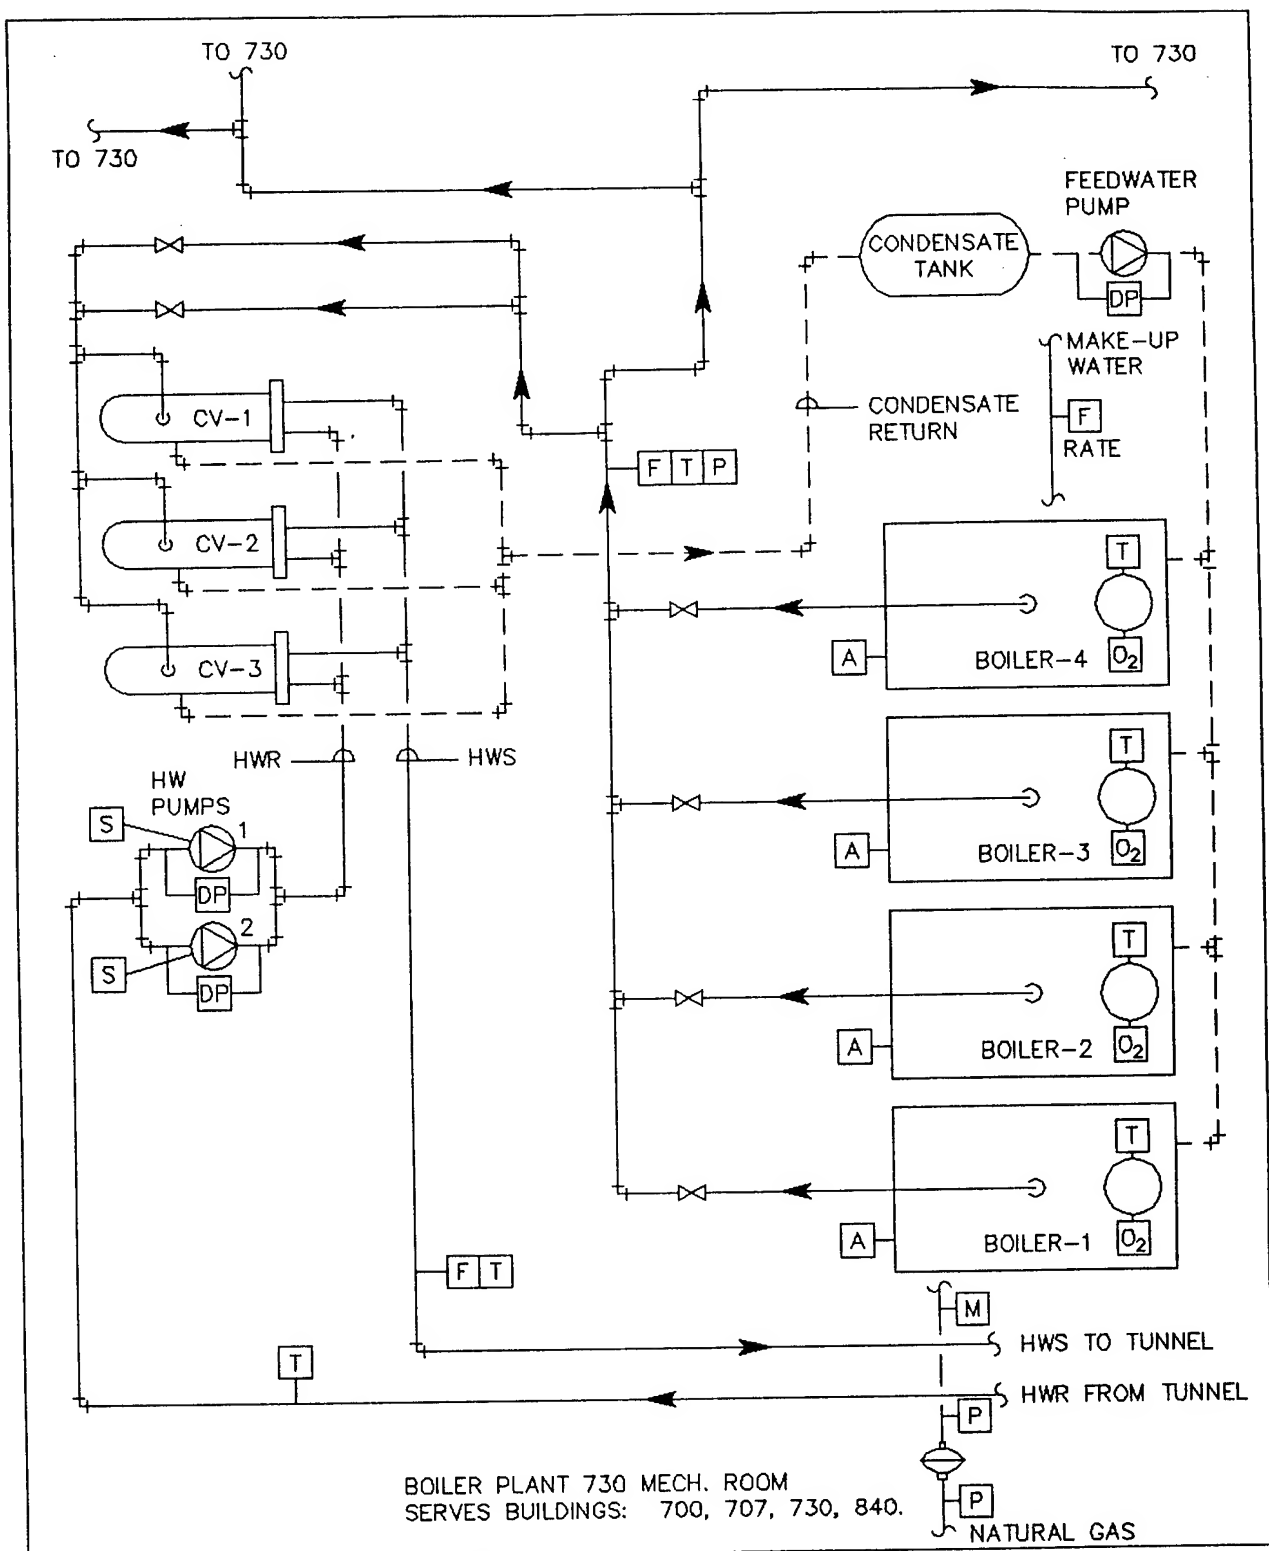 TO 730
TO 730
TO 730
FEEDWATER
PUMP
CONDENSATE
TANK
DP
MAKE-UP
WATER
F
RATE
CONDENSATE
RETURN
CV-1
F T P
CV-2
T
A
BOILER-4
O2
CV-3
HWR
HWS
HW
PUMPS
S
1
DP
2
S
DP
T
A
BOILER-3
O2
T
A
BOILER-2
O2
T
A
BOILER-1
O2
F T
M
HWS TO TUNNEL
T
HWR FROM TUNNEL
P
BOILER PLANT 730 MECH. ROOM
SERVES BUILDINGS: 700, 707, 730, 840.
P
NATURAL GAS